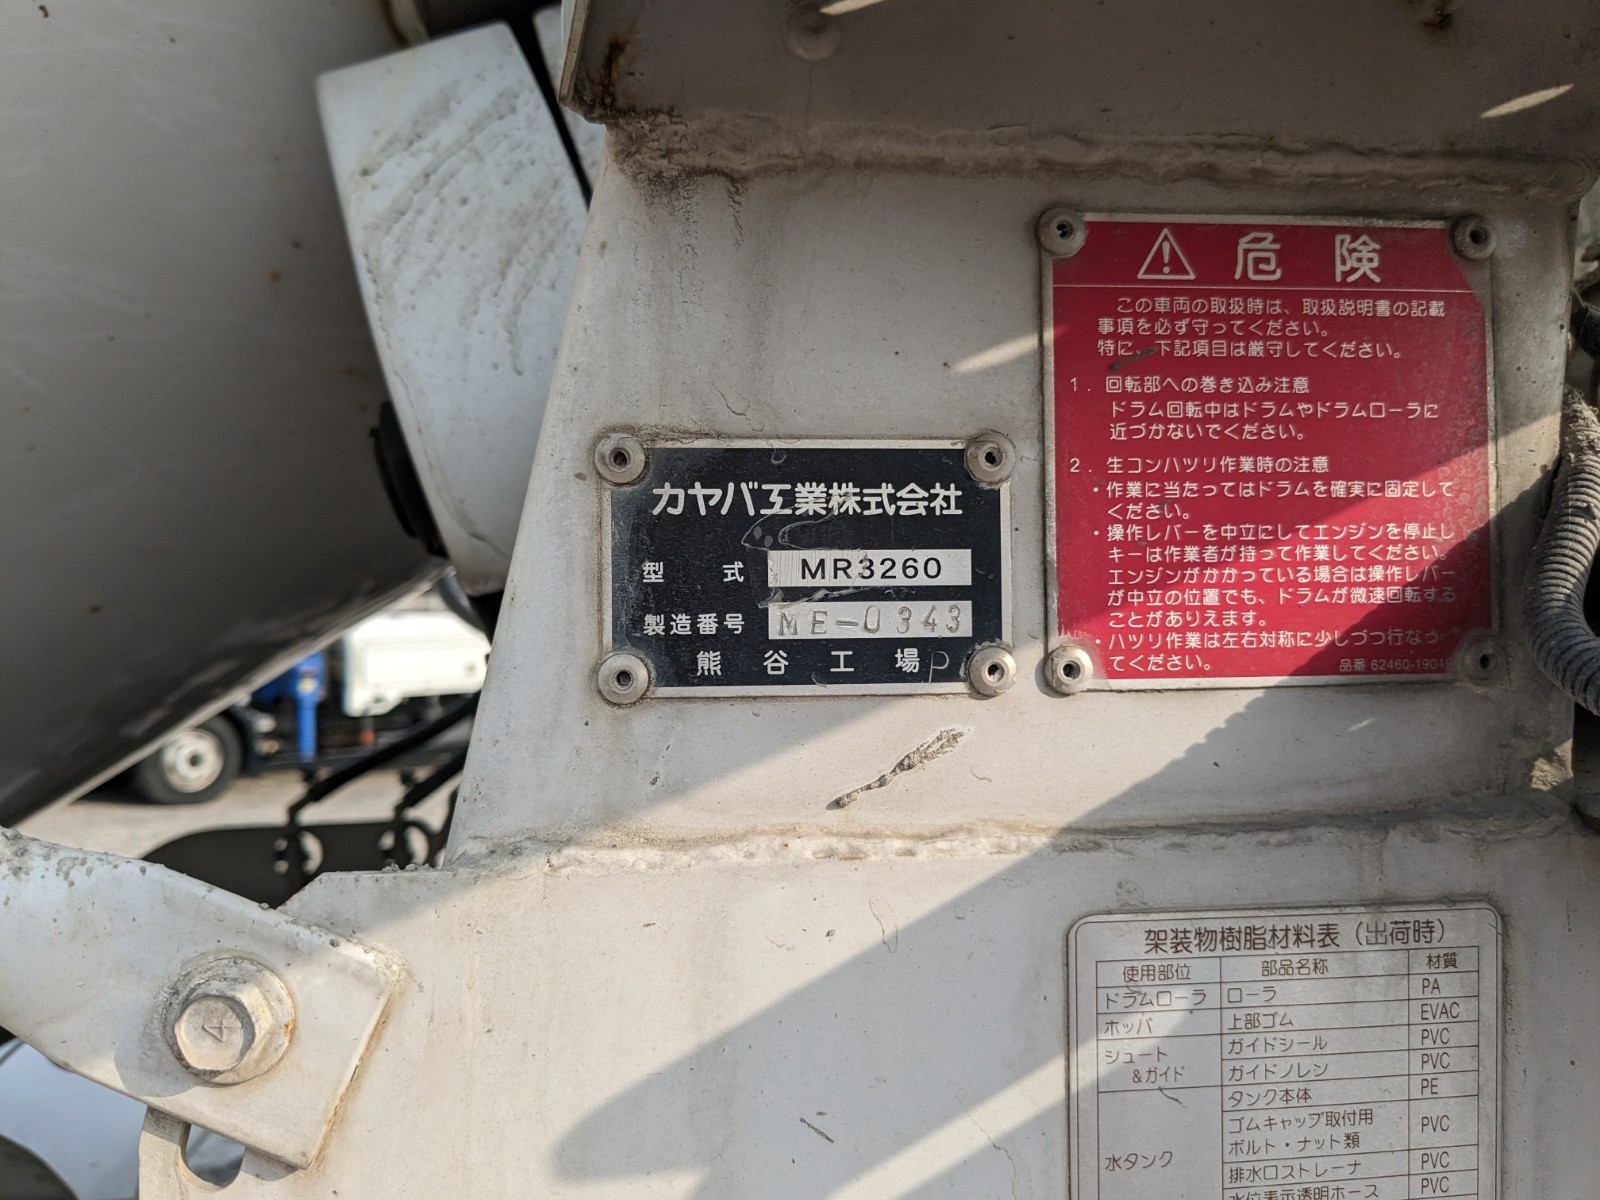 カヤバ工業株式会社
型式 MR3260
製造番号 ME-0343
熊谷工場
P
⚠ 危険
この車両の取扱時は、取扱説明書の記載
事項を必ず守ってください。
特に、下記項目は厳守してください。
1. 回転部への巻き込み注意
ドラム回転中はドラムやドラムローラに
近づかないでください。
2. 生コンハツリ作業時の注意
・作業に当たってはドラムを確実に固定して
ください。
・操作レバーを中立にしてエンジンを停止し
キーは作業者が持って作業してください。
エンジンがかかっている場合は操作レバー
が中立の位置でも、ドラムが微速回転する
ことがありえます。
・ハツリ作業は左右対称に少しづつ行なって
てください。
品番 62460-19049
架装物樹脂材料表(出荷時)
使用部位 部品名称 材質
ドラムローラ ローラ PA
ホッパ 上部ゴム EVAC
シュート
&ガイド
ガイドシール PVC
ガイドノレン PVC
水タンク
タンク本体 PE
ゴムキャップ取付用
ボルト・ナット類 PVC
排水口ストレーナ PVC
水位表示透明ホース PVC
4